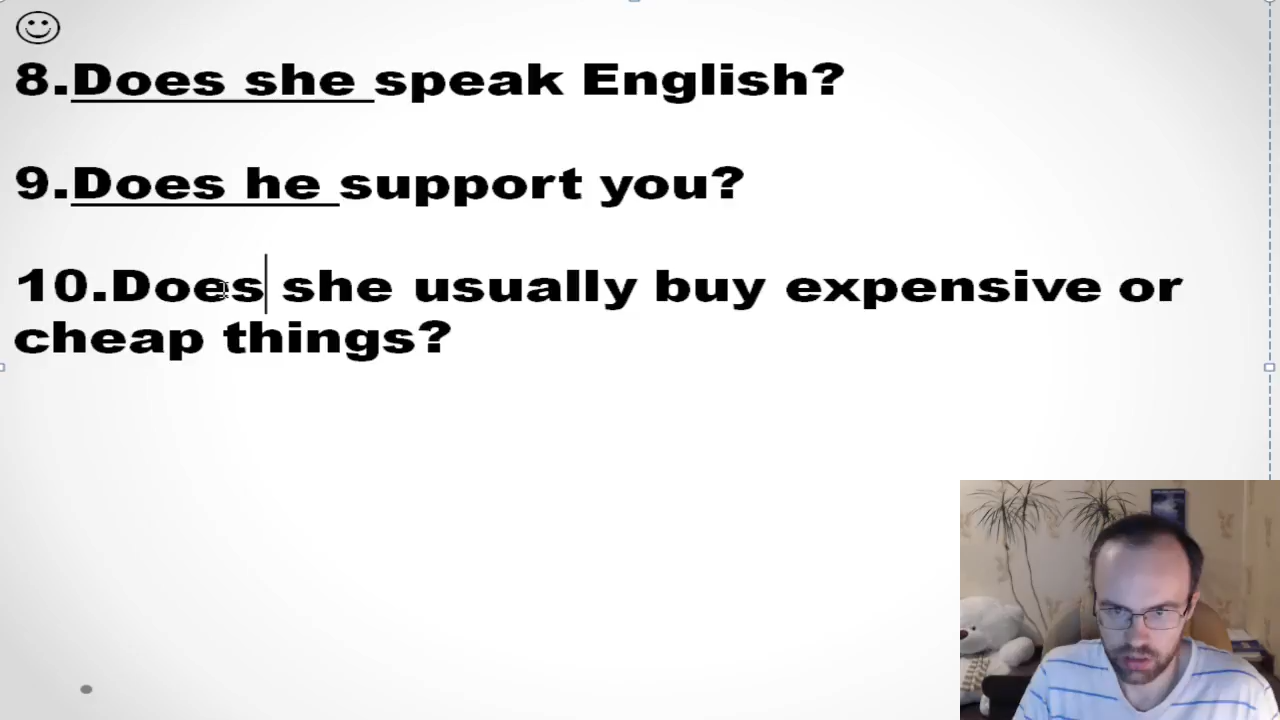 8.Does she speak English?
9.Does he support you?
10.Does she usually buy expensive or
cheap things?